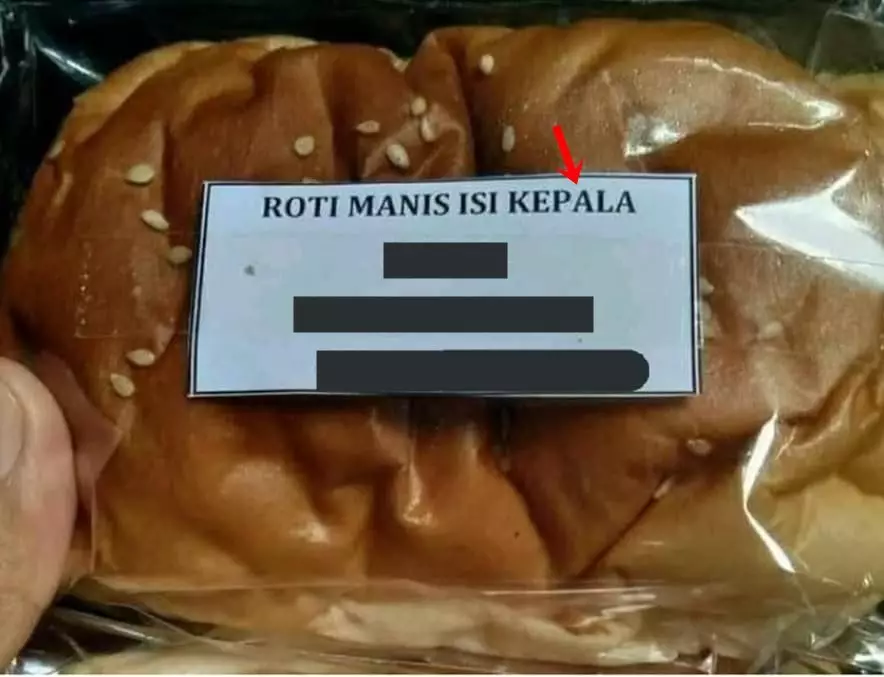 ROTI MANIS ISI KEPALA